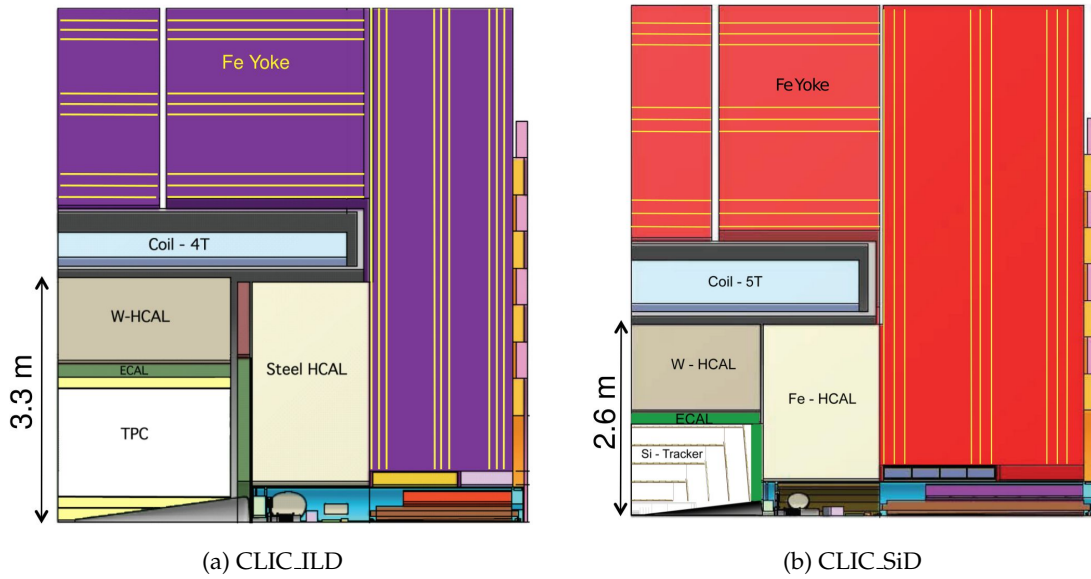 Fe Yoke
Coil - 4T
W-HCAL
ECAL
Steel HCAL
TPC
3.3 m
(a) CLIC_ILD
Fe Yoke
Coil - 5T
W - HCAL
ECAL
Fe - HCAL
Si - Tracker
2.6 m
(b) CLIC_SiD